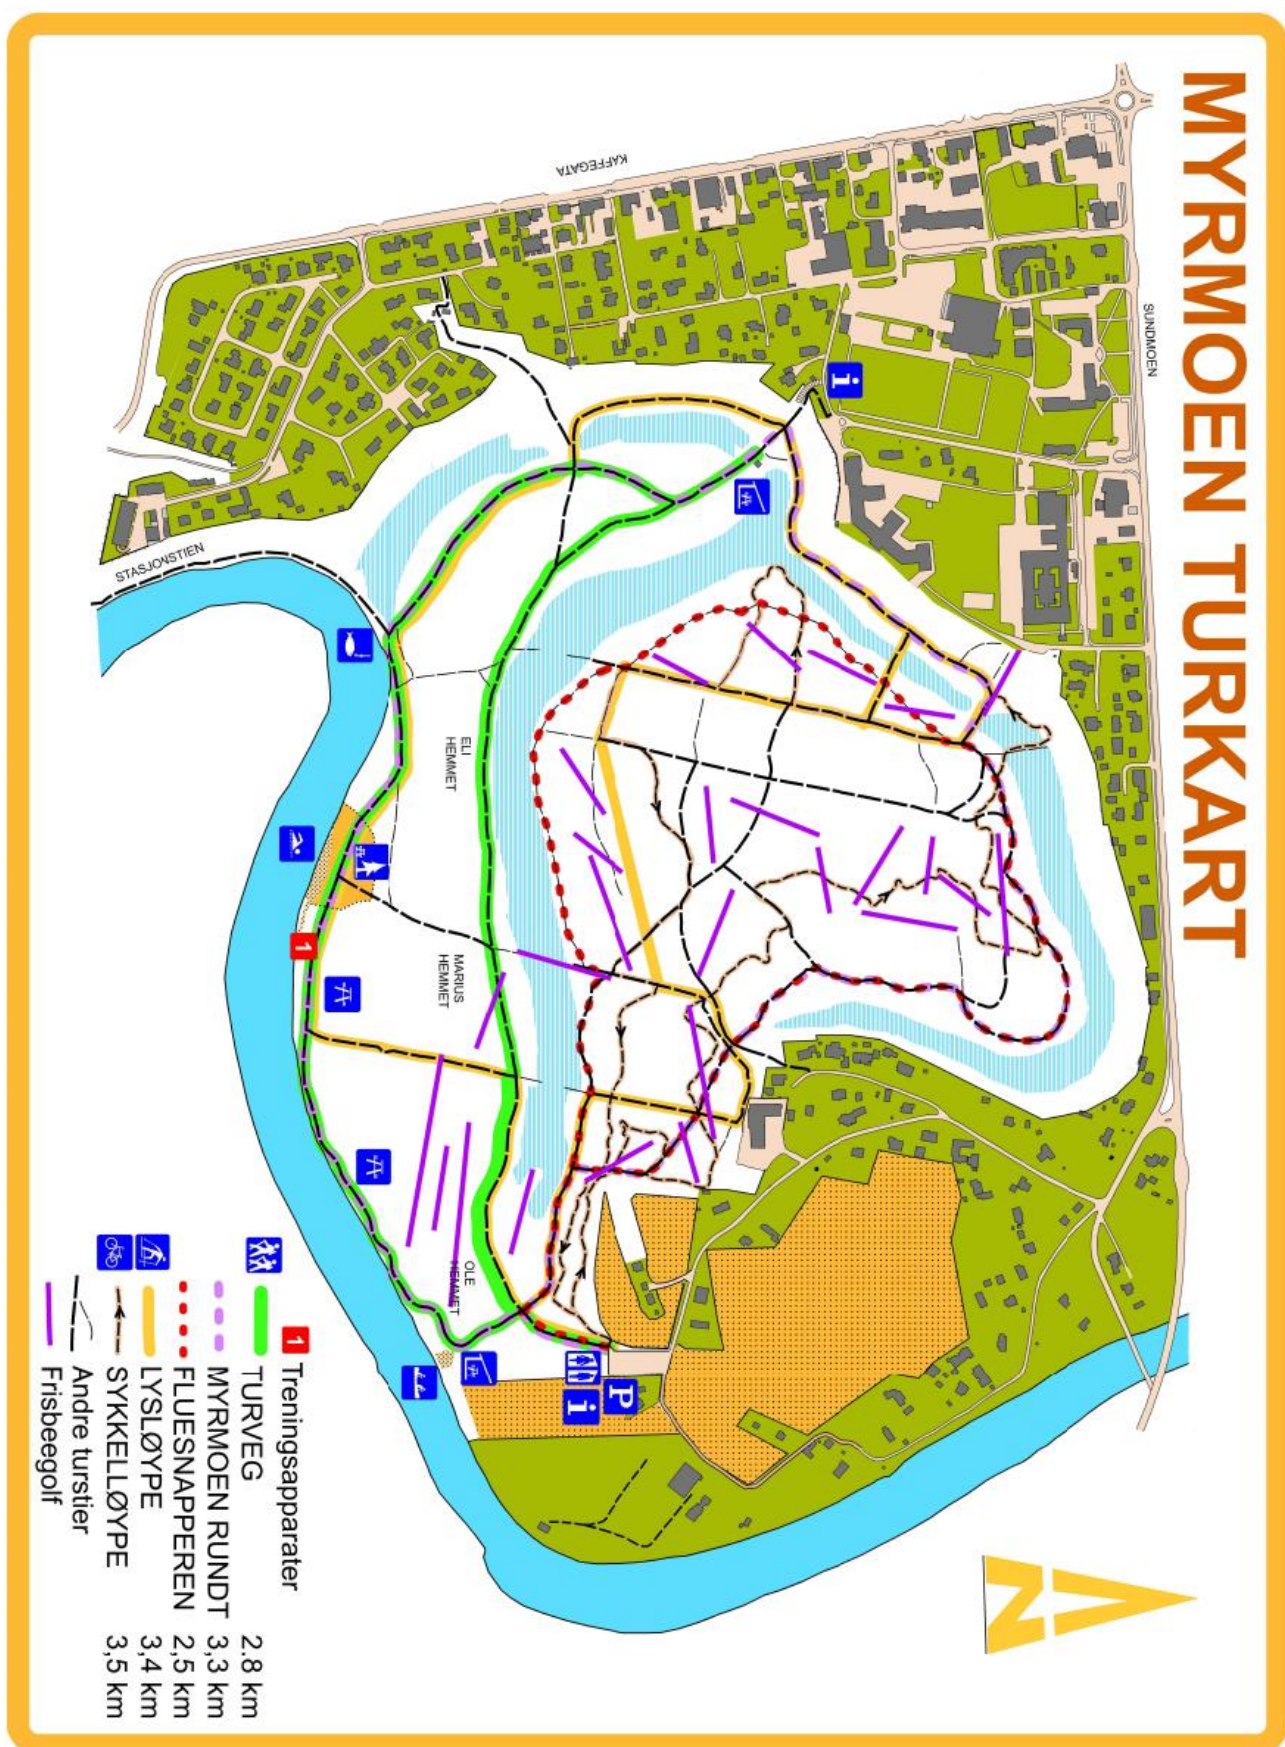 MYRMOEN TURKART
KAFFEGATA
SUNDMOEN
i
STASJONSTIEN
ELI
HEMMET
MARIUS
HEMMET
OLE
HEMMET
1
P
i
N
1 Treningsapparater
TURVEG 2.8 km
MYRMOEN RUNDT 3,3 km
FLUESNAPPEREN 2,5 km
LYSLØYPE 3,4 km
SYKKELLØYPE 3,5 km
Andre turstier
Frisbeegolf